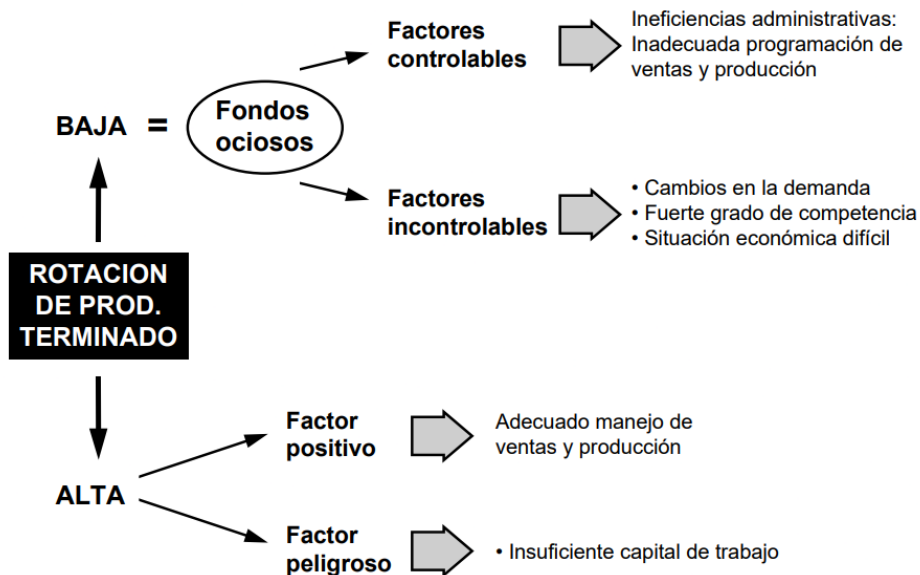 Factores
controlables
Ineficiencias administrativas:
Inadecuada programación de
ventas y producción
BAJA =
Fondos
ociosos
Factores
incontrolables
• Cambios en la demanda
• Fuerte grado de competencia
• Situación económica difícil
ROTACION
DE PROD.
TERMINADO
Factor
positivo
Adecuado manejo de
ventas y producción
ALTA
Factor
peligroso
• Insuficiente capital de trabajo